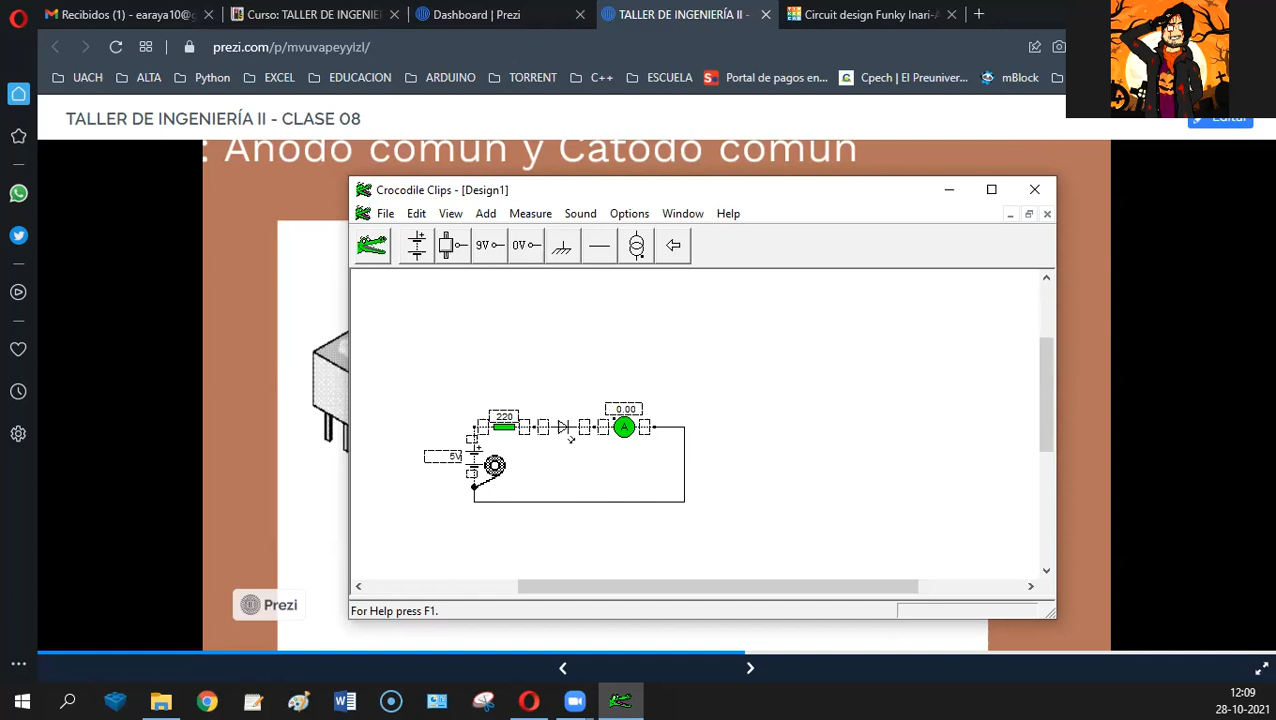 Recibidos (1) - earaya10@g
Curso: TALLER DE INGENIE
Dashboard | Prezi
TALLER DE INGENIERÍA II -
Circuit design Funky Inari-A
prezi.com/p/mvuvapeyylzl/
UACH
ALTA
Python
EXCEL
EDUCACION
ARDUINO
TORRENT
C++
ESCUELA
Portal de pagos en...
Cpech | El Preuniver...
mBlock
TALLER DE INGENIERÍA II - CLASE 08
Editar
: Ánodo común y Cátodo común
Crocodile Clips - [Design1]
File Edit View Add Measure Sound Options Window Help
9V
0V
220
0.00
A
5V
Prezi
For Help press F1.
12:09
28-10-2021